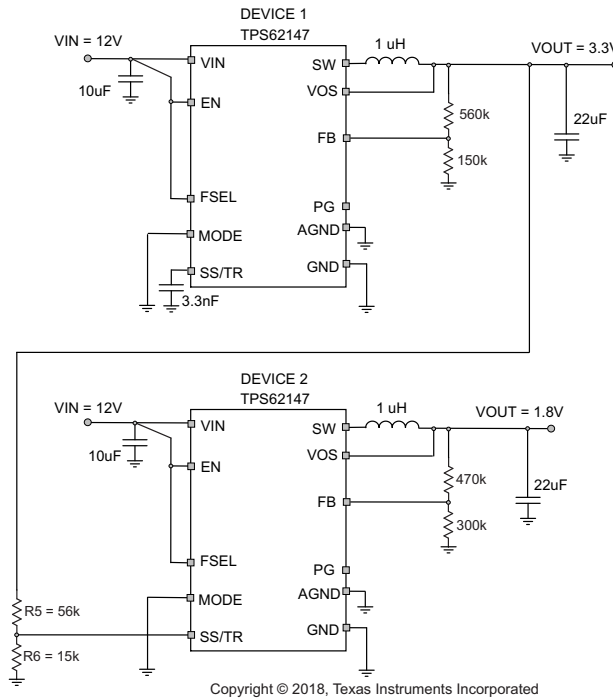 DEVICE 1
TPS62147
VIN = 12V
10uF
VIN
EN
FSEL
MODE
SS/TR
3.3nF
SW
VOS
FB
PG
AGND
GND
1 uH
560k
150k
VOUT = 3.3V
22uF
DEVICE 2
TPS62147
VIN = 12V
10uF
VIN
EN
FSEL
MODE
SS/TR
SW
VOS
FB
PG
AGND
GND
1 uH
470k
300k
VOUT = 1.8V
22uF
R5 = 56k
R6 = 15k
Copyright © 2018, Texas Instruments Incorporated